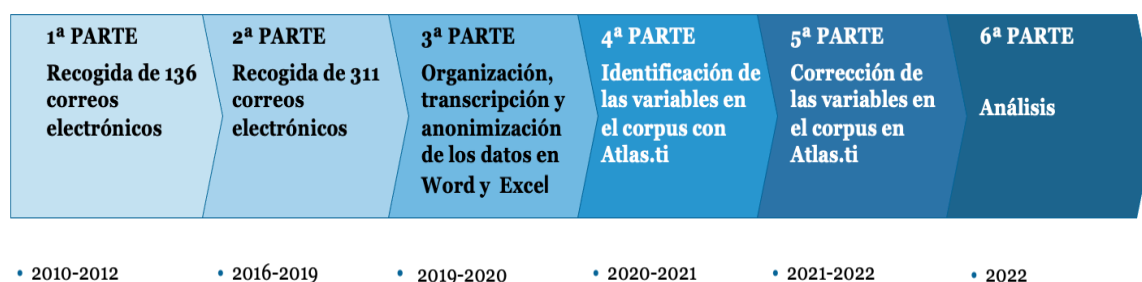 1ª PARTE
Recogida de 136
correos
electrónicos
2ª PARTE
Recogida de 311
correos
electrónicos
3ª PARTE
Organización,
transcripción y
anonimización
de los datos en
Word y Excel
4ª PARTE
Identificación de
las variables en
el corpus con
Atlas.ti
5ª PARTE
Corrección de
las variables en
el corpus en
Atlas.ti
6ª PARTE
Análisis
• 2010-2012
• 2016-2019
• 2019-2020
• 2020-2021
• 2021-2022
• 2022